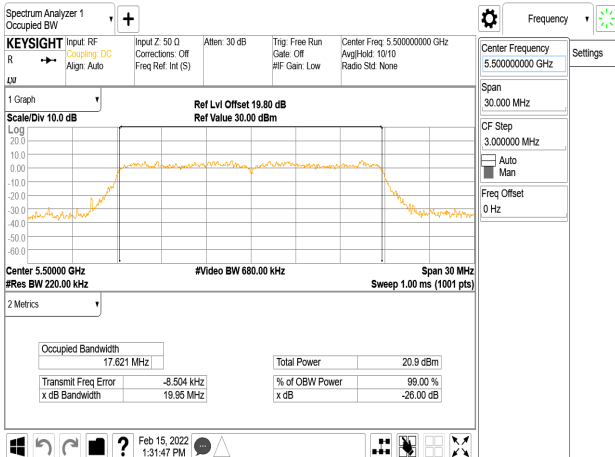 Spectrum Analyzer 1
Occupied BW
Frequency
KEYSIGHT
R
Input: RF
Coupling: DC
Align: Auto
Input Z: 50 Ω
Corrections: Off
Freq Ref: Int (S)
Atten: 30 dB
Trig: Free Run
Gate: Off
#IF Gain: Low
Center Freq: 5.500000000 GHz
Avg|Hold: 10/10
Radio Std: None
LXI
Center Frequency
5.500000000 GHz
Settings
Span
30.000 MHz
CF Step
3.000000 MHz
Auto
Man
Freq Offset
0 Hz
1 Graph
Scale/Div 10.0 dB
Ref Lvl Offset 19.80 dB
Ref Value 30.00 dBm
Log
20.0
10.0
0.00
-10.0
-20.0
-30.0
-40.0
-50.0
-60.0
Center 5.50000 GHz
#Video BW 680.00 kHz
Span 30 MHz
#Res BW 220.00 kHz
Sweep 1.00 ms (1001 pts)
2 Metrics
Occupied Bandwidth
17.621 MHz
Total Power 20.9 dBm
Transmit Freq Error -8.504 kHz
% of OBW Power 99.00 %
x dB Bandwidth 19.95 MHz
x dB -26.00 dB
?
Feb 15, 2022
1:31:47 PM